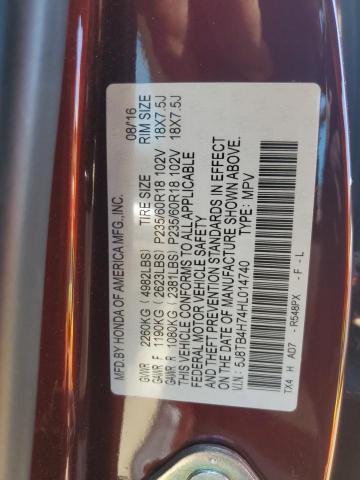 MFD.BY HONDA OF AMERICA MFG.,INC. 08/'16
TIRE SIZE RIM SIZE
GVWR 2260KG (4982LBS)
GAWR F 1190KG (2623LBS) P235/60R18 102V 18X7.5J
GAWR R 1080KG (2381LBS) P235/60R18 102V 18X7.5J
THIS VEHICLE CONFORMS TO ALL APPLICABLE
FEDERAL MOTOR VEHICLE SAFETY
AND THEFT PREVENTION STANDARDS IN EFFECT
ON THE DATE OF MANUFACTURE SHOWN ABOVE.
V.I.N: 5J8TB4H74HL014740 TYPE: MPV
TX4 H AD7 - R548PX - F - L